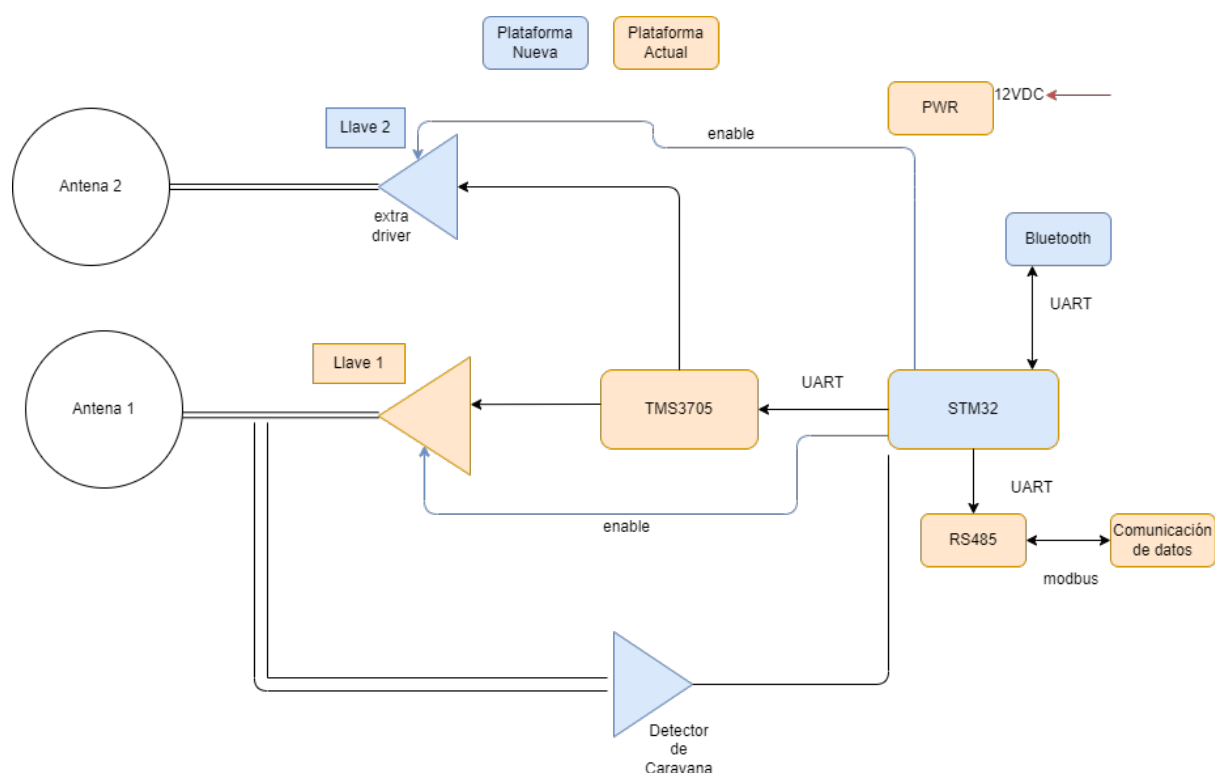 Plataforma
Nueva
Plataforma
Actual
PWR
12VDC
Llave 2
enable
Antena 2
extra
driver
Bluetooth
UART
Llave 1
Antena 1
TMS3705
UART
STM32
UART
enable
RS485
Comunicación
de datos
modbus
Detector
de
Caravana